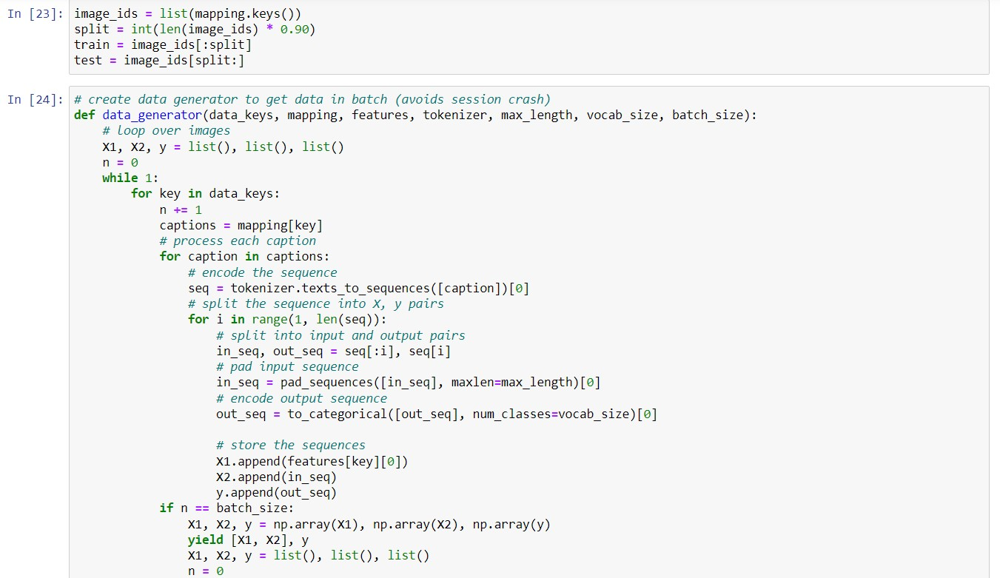 In [23]: image_ids = list(mapping.keys())
split = int(len(image_ids) * 0.90)
train = image_ids[:split]
test = image_ids[split:]
In [24]: # create data generator to get data in batch (avoids session crash)
def data_generator(data_keys, mapping, features, tokenizer, max_length, vocab_size, batch_size):
    # loop over images
    X1, X2, y = list(), list(), list()
    n = 0
    while 1:
        for key in data_keys:
            n += 1
            captions = mapping[key]
            # process each caption
            for caption in captions:
                # encode the sequence
                seq = tokenizer.texts_to_sequences([caption])[0]
                # split the sequence into X, y pairs
                for i in range(1, len(seq)):
                    # split into input and output pairs
                    in_seq, out_seq = seq[:i], seq[i]
                    # pad input sequence
                    in_seq = pad_sequences([in_seq], maxlen=max_length)[0]
                    # encode output sequence
                    out_seq = to_categorical([out_seq], num_classes=vocab_size)[0]
                    # store the sequences
                    X1.append(features[key][0])
                    X2.append(in_seq)
                    y.append(out_seq)
            if n == batch_size:
                X1, X2, y = np.array(X1), np.array(X2), np.array(y)
                yield [X1, X2], y
                X1, X2, y = list(), list(), list()
                n = 0